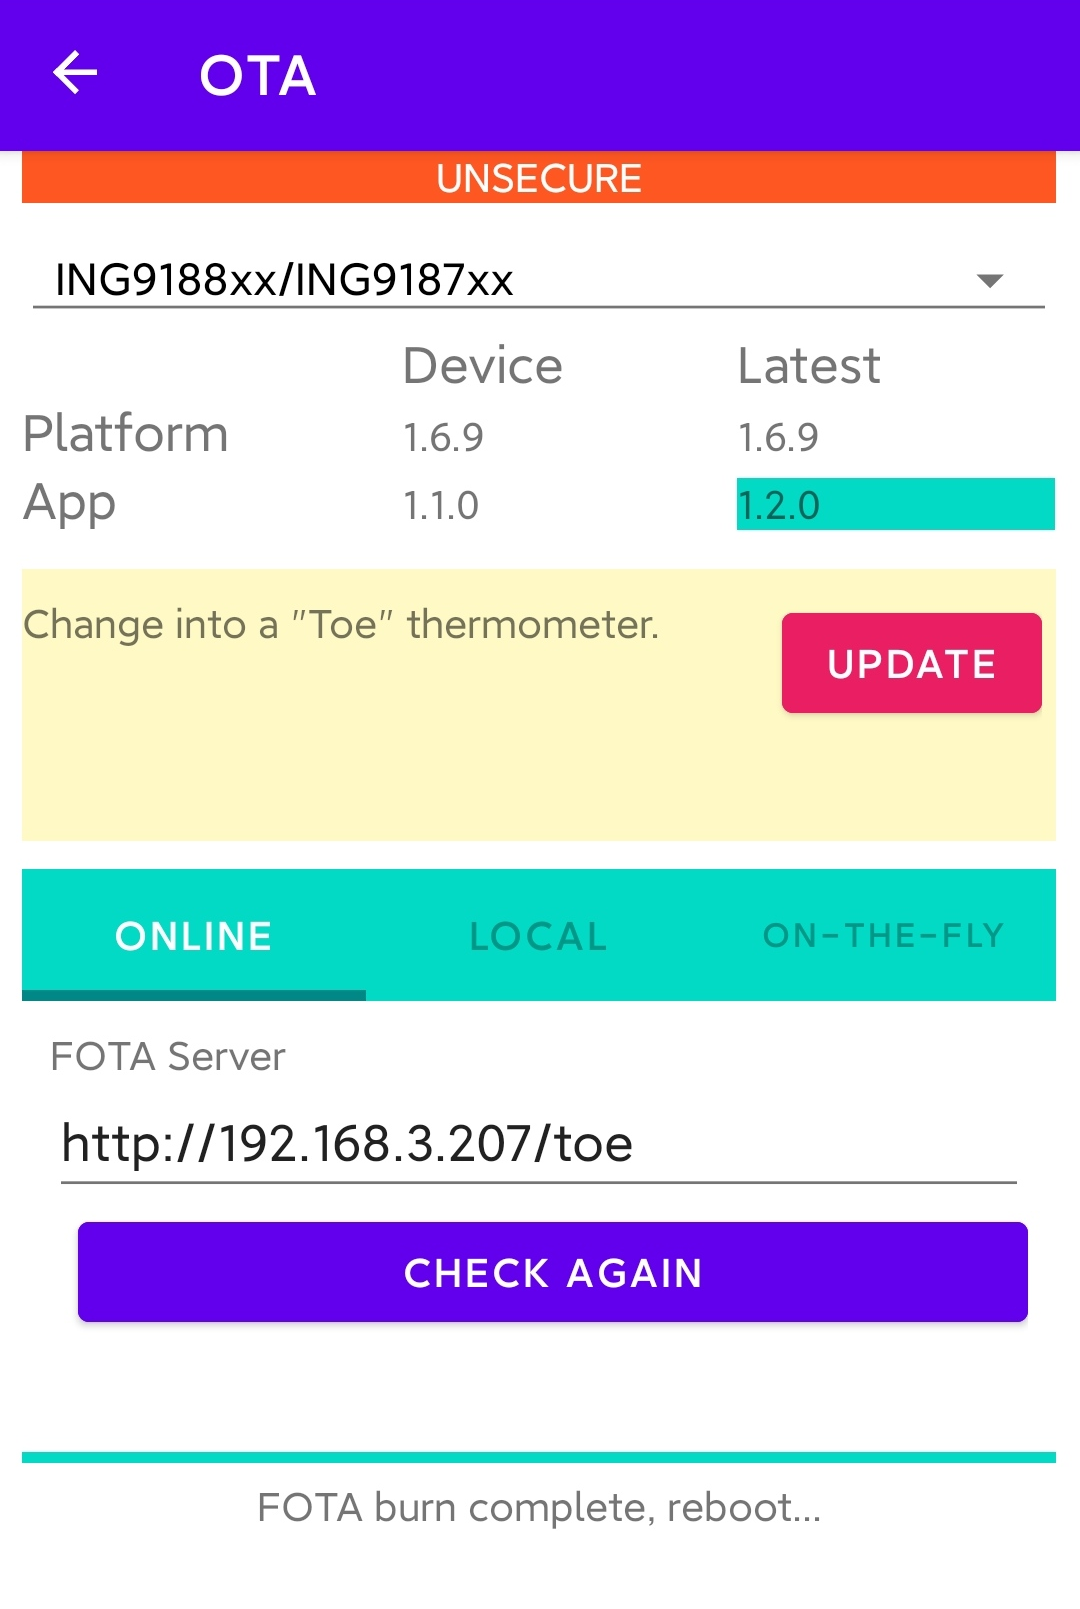 OTA
UNSECURE
ING9188xx/ING9187xx
Device Latest
Platform 1.6.9 1.6.9
App 1.1.0 1.2.0
Change into a "Toe" thermometer.
UPDATE
ONLINE LOCAL ON-THE-FLY
FOTA Server
http://192.168.3.207/toe
CHECK AGAIN
FOTA burn complete, reboot...